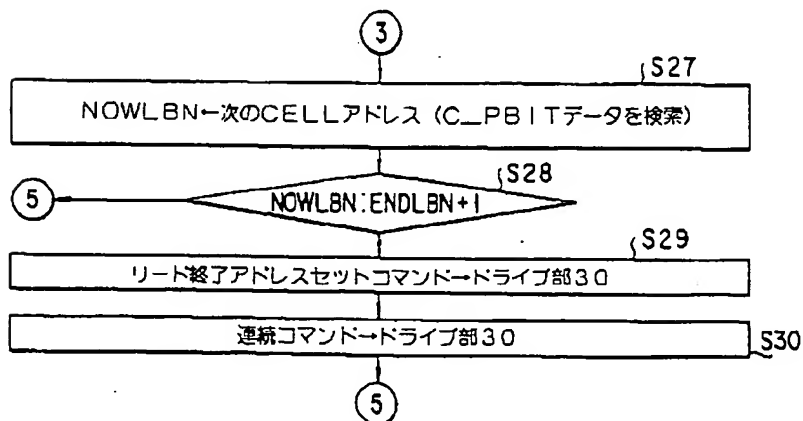 3
S27
NOWLBN←次のCELLアドレス(C_PBITデータを検索)
S28
5
NOWLBN:ENDLBN+1
S29
リード終了アドレスセットコマンド→ドライブ部30
連続コマンド→ドライブ部30
S30
5